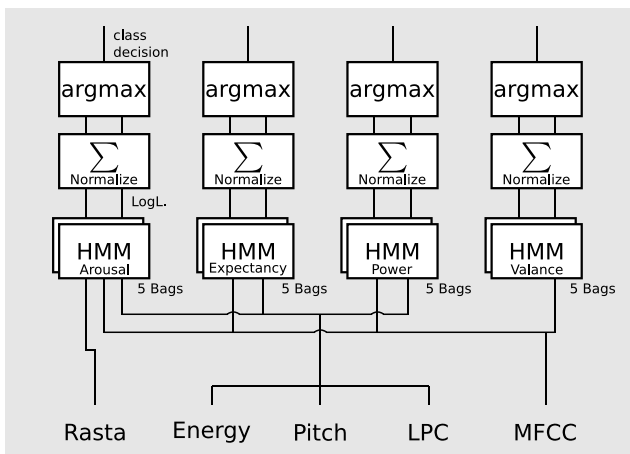 class
decision
argmax argmax argmax argmax
∑ ∑ ∑ ∑
Normalize Normalize Normalize Normalize
LogL.
HMM HMM HMM HMM
Arousal Expectancy Power Valance
5 Bags 5 Bags 5 Bags 5 Bags
Rasta Energy Pitch LPC MFCC